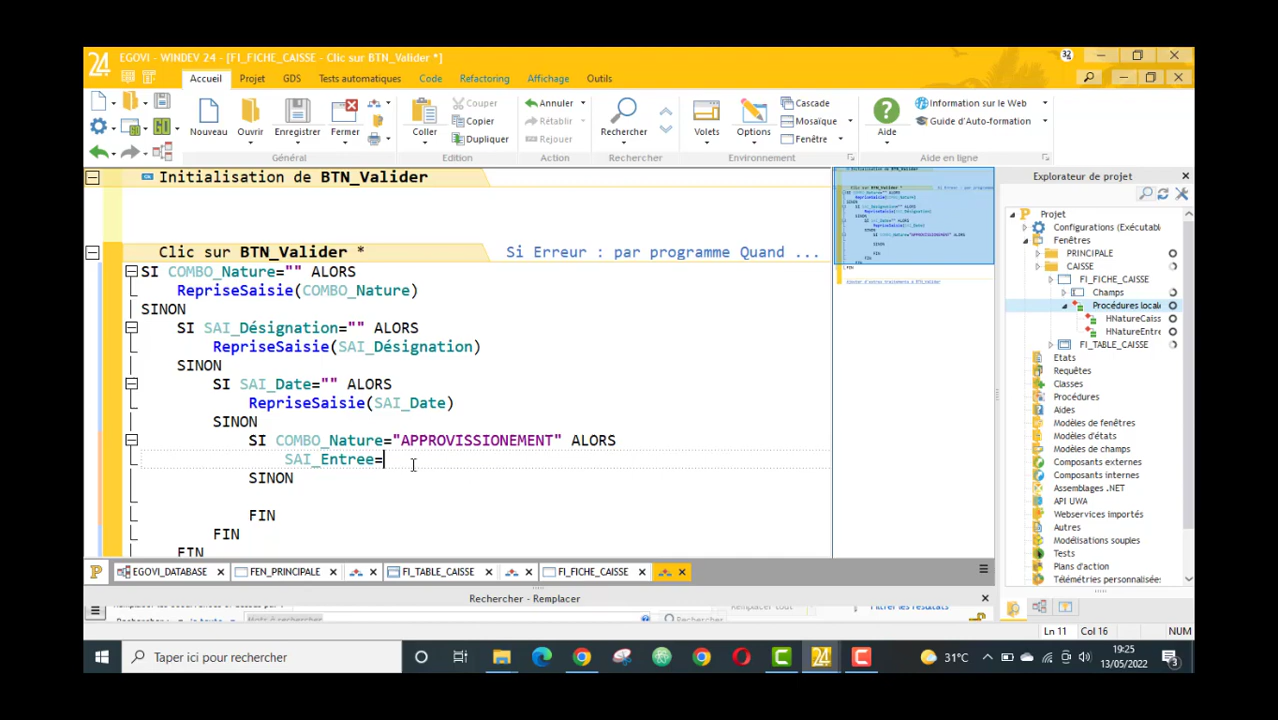 24 EGOVI - WINDEV 24 - [FI_FICHE_CAISSE - Clic sur BTN_Valider *] 32
Accueil Projet GDS Tests automatiques Code Refactoring Affichage Outils
Nouveau Ouvrir Enregistrer Fermer
Général
Coller Couper Copier Dupliquer
Edition
Annuler Rétablir Rejouer
Action
Rechercher
Rechercher
Volets Options Cascade Mosaïque Fenêtre
Environnement
Aide Information sur le Web Guide d'Auto-formation
Aide en ligne
Initialisation de BTN_Valider
Clic sur BTN_Valider * Si Erreur : par programme Quand ...
SI COMBO_Nature="" ALORS
RepriseSaisie(COMBO_Nature)
SINON
SI SAI_Désignation="" ALORS
RepriseSaisie(SAI_Désignation)
SINON
SI SAI_Date="" ALORS
RepriseSaisie(SAI_Date)
SINON
SI COMBO_Nature="APPROVISSIONEMENT" ALORS
SAI_Entree=
SINON
FIN
FIN
FIN
Explorateur de projet
Projet
Configurations (Exécutabl
Fenêtres
PRINCIPALE
CAISSE
FI_FICHE_CAISSE
Champs
Procédures local
HNatureCaiss
HNatureEntre
FI_TABLE_CAISSE
Etats
Requêtes
Classes
Procédures
Aides
Modèles de fenêtres
Modèles d'états
Composants externes
Composants internes
Assemblages .NET
API UWA
Webservices importés
Autres
Modélisations souples
Tests
Plans d'action
Télémétries personnalisée
EGOVI_DATABASE FEN_PRINCIPALE FI_TABLE_CAISSE FI_FICHE_CAISSE
Rechercher - Remplacer
Ln 11 Col 16 NUM
Taper ici pour rechercher
31°C
19:25
13/05/2022
3